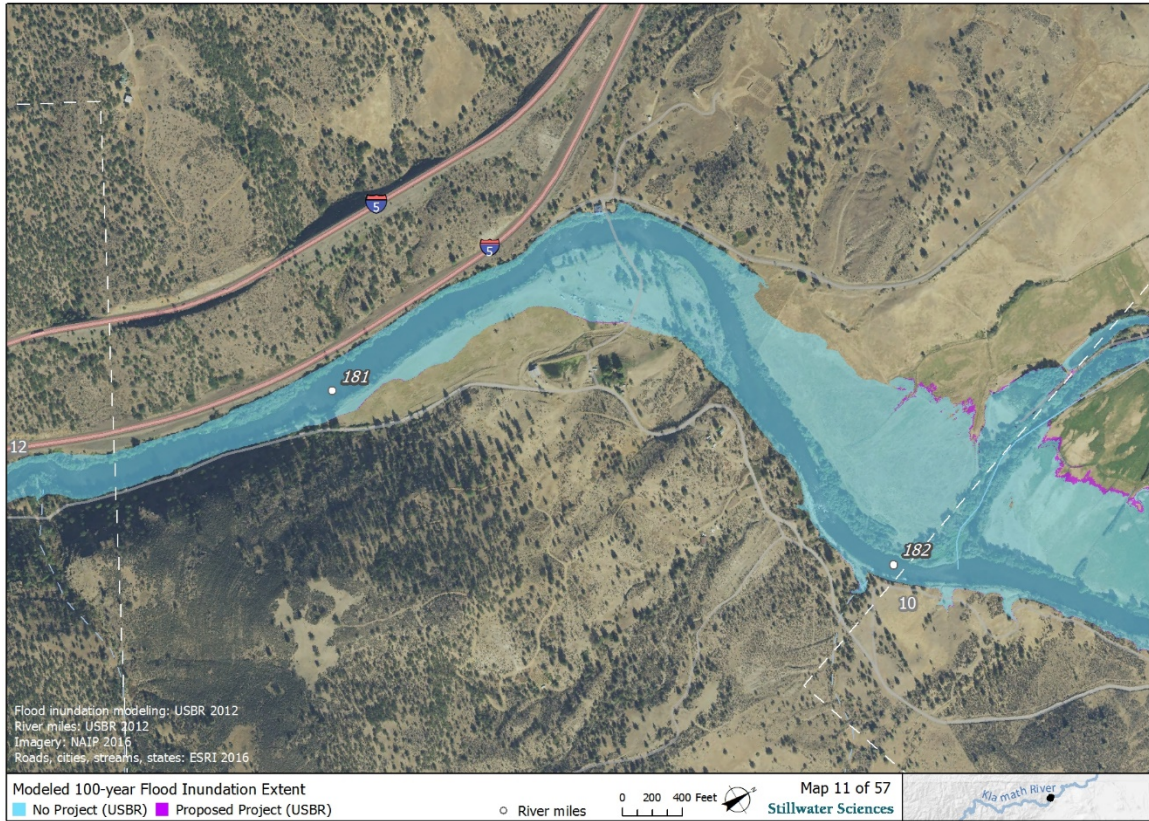 5
5
181
12
182
10
Flood inundation modeling: USBR 2012
River miles: USBR 2012
Imagery: NAIP 2016
Roads, cities, streams, states: ESRI 2016
Modeled 100-year Flood Inundation Extent
No Project (USBR) Proposed Project (USBR)
River miles
0 200 400 Feet
Map 11 of 57
Stillwater Sciences
Klamath River